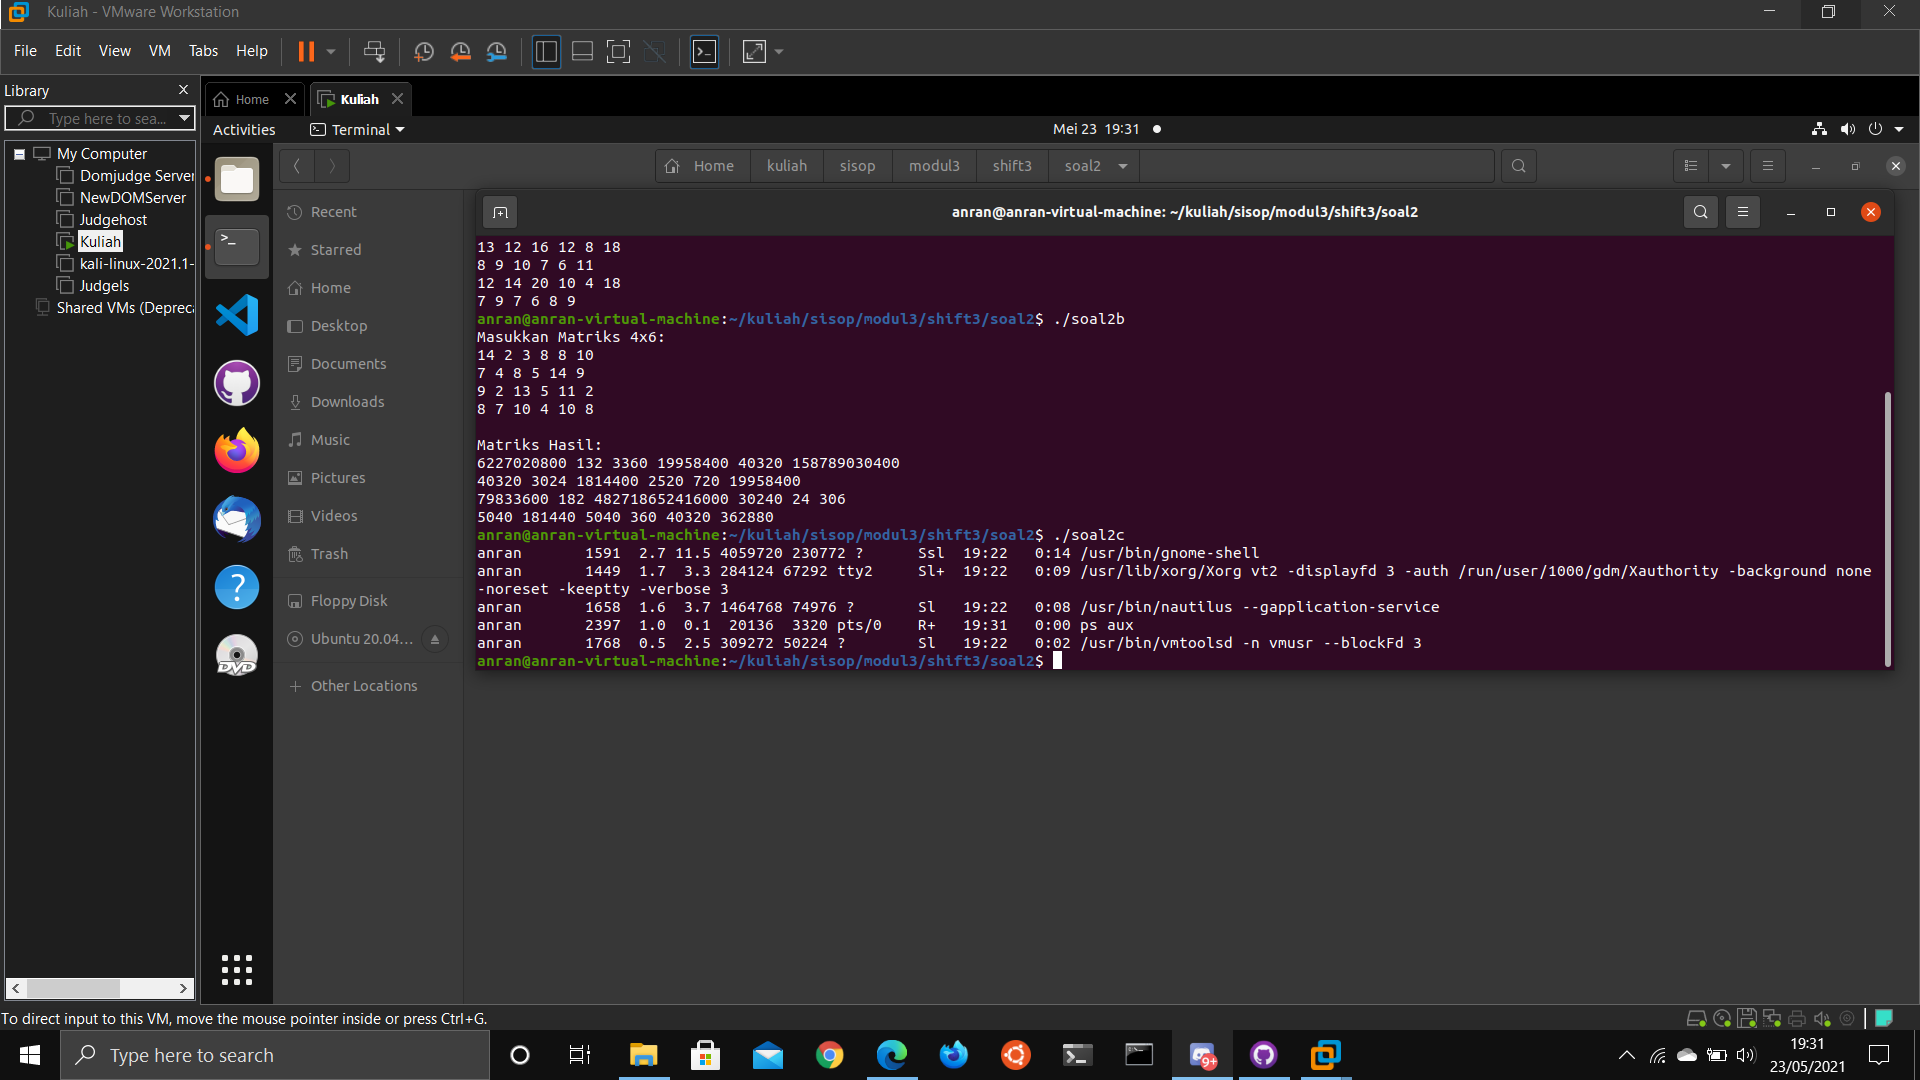 Kuliah - VMware Workstation
File Edit View VM Tabs Help
Library
Type here to sea...
My Computer
Domjudge Server
NewDOMServer
Judgehost
Kuliah
kali-linux-2021.1-
Judgels
Shared VMs (Depreca
Home Kuliah
Activities Terminal Mei 23 19:31
Home kuliah sisop modul3 shift3 soal2
Recent
Starred
Home
Desktop
Documents
Downloads
Music
Pictures
Videos
Trash
Floppy Disk
Ubuntu 20.04...
Other Locations
anran@anran-virtual-machine: ~/kuliah/sisop/modul3/shift3/soal2
13 12 16 12 8 18
8 9 10 7 6 11
12 14 20 10 4 18
7 9 7 6 8 9
anran@anran-virtual-machine:~/kuliah/sisop/modul3/shift3/soal2$ ./soal2b
Masukkan Matriks 4x6:
14 2 3 8 8 10
7 4 8 5 14 9
9 2 13 5 11 2
8 7 10 4 10 8
Matriks Hasil:
6227020800 132 3360 19958400 40320 158789030400
40320 3024 1814400 2520 720 19958400
79833600 182 482718652416000 30240 24 306
5040 181440 5040 360 40320 362880
anran@anran-virtual-machine:~/kuliah/sisop/modul3/shift3/soal2$ ./soal2c
anran 1591 2.7 11.5 4059720 230772 ? Ssl 19:22 0:14 /usr/bin/gnome-shell
anran 1449 1.7 3.3 284124 67292 tty2 Sl+ 19:22 0:09 /usr/lib/xorg/Xorg vt2 -displayfd 3 -auth /run/user/1000/gdm/Xauthority -background none
-noreset -keeptty -verbose 3
anran 1658 1.6 3.7 1464768 74976 ? Sl 19:22 0:08 /usr/bin/nautilus --gapplication-service
anran 2397 1.0 0.1 20136 3320 pts/0 R+ 19:31 0:00 ps aux
anran 1768 0.5 2.5 309272 50224 ? Sl 19:22 0:02 /usr/bin/vmtoolsd -n vmusr --blockFd 3
anran@anran-virtual-machine:~/kuliah/sisop/modul3/shift3/soal2$
DVD
To direct input to this VM, move the mouse pointer inside or press Ctrl+G.
Type here to search
9+
19:31
23/05/2021